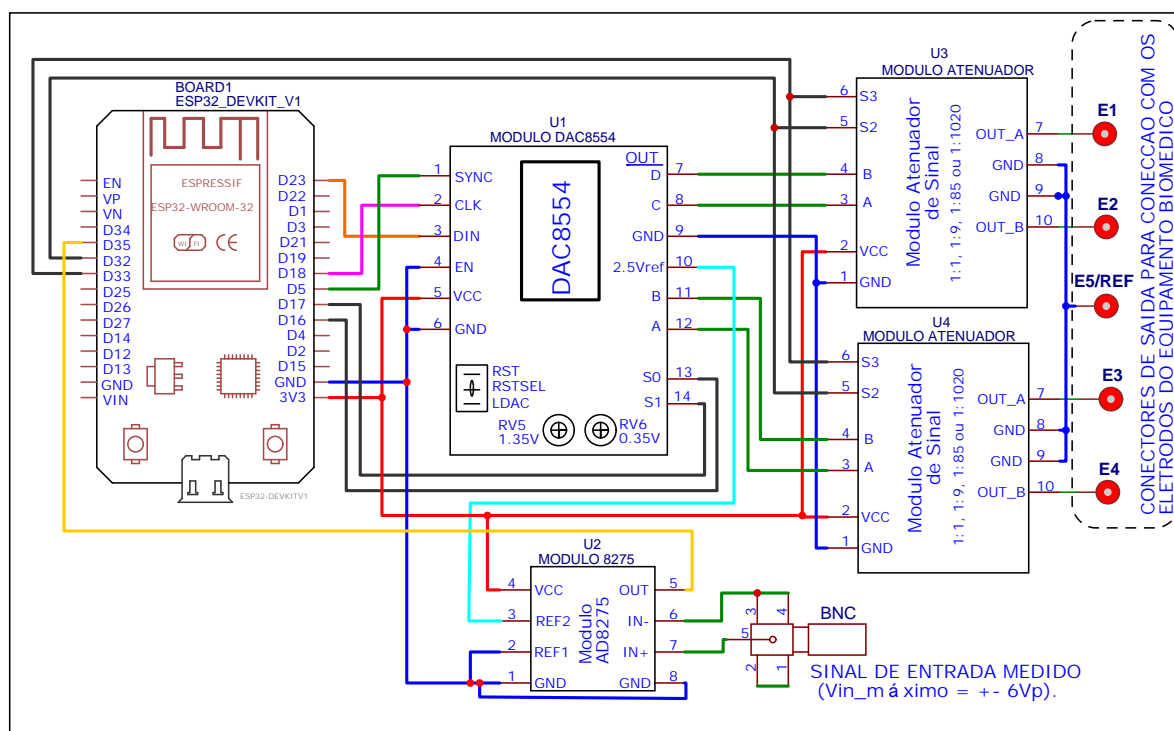 BOARD1
ESP32_DEVKIT_V1
ESPRESSIF
ESP32-WROOM-32
WiFi CE
EN
VP
VN
D34
D35
D32
D33
D25
D26
D27
D14
D12
D13
GND
VIN
D23
D22
D1
D3
D21
D19
D18
D5
D17
D16
D4
D2
D15
GND
3V3
ESP32-DEVKITV1
U1
MODULO DAC8554
DAC8554
1 SYNC
2 CLK
3 DIN
4 EN
5 VCC
6 GND
OUT
D 7
C 8
GND 9
2.5Vref 10
B 11
A 12
S0 13
S1 14
RST
RSTSEL
LDAC
RV5
1.35V
RV6
0.35V
U2
MODULO 8275
Modulo
AD8275
4 VCC
3 REF2
2 REF1
1 GND
OUT 5
IN- 6
IN+ 7
GND 8
BNC
3
4
5
2
1
SINAL DE ENTRADA MEDIDO
(Vin_m á ximo = +- 6Vp).
U3
MODULO ATENUADOR
Modulo Atenuador
de Sinal
1:1, 1:9, 1:85 ou 1:1020
6 S3
5 S2
4 B
3 A
2 VCC
1 GND
OUT_A 7
GND 8
GND 9
OUT_B 10
U4
MODULO ATENUADOR
Modulo Atenuador
de Sinal
1:1, 1:9, 1:85 ou 1:1020
6 S3
5 S2
4 B
3 A
2 VCC
1 GND
OUT_A 7
GND 8
GND 9
OUT_B 10
E1
E2
E5/REF
E3
E4
CONECTORES DE SAIDA PARA CONECCAO COM OS
ELETRODOS DO EQUIPAMENTO BIOMEDICO